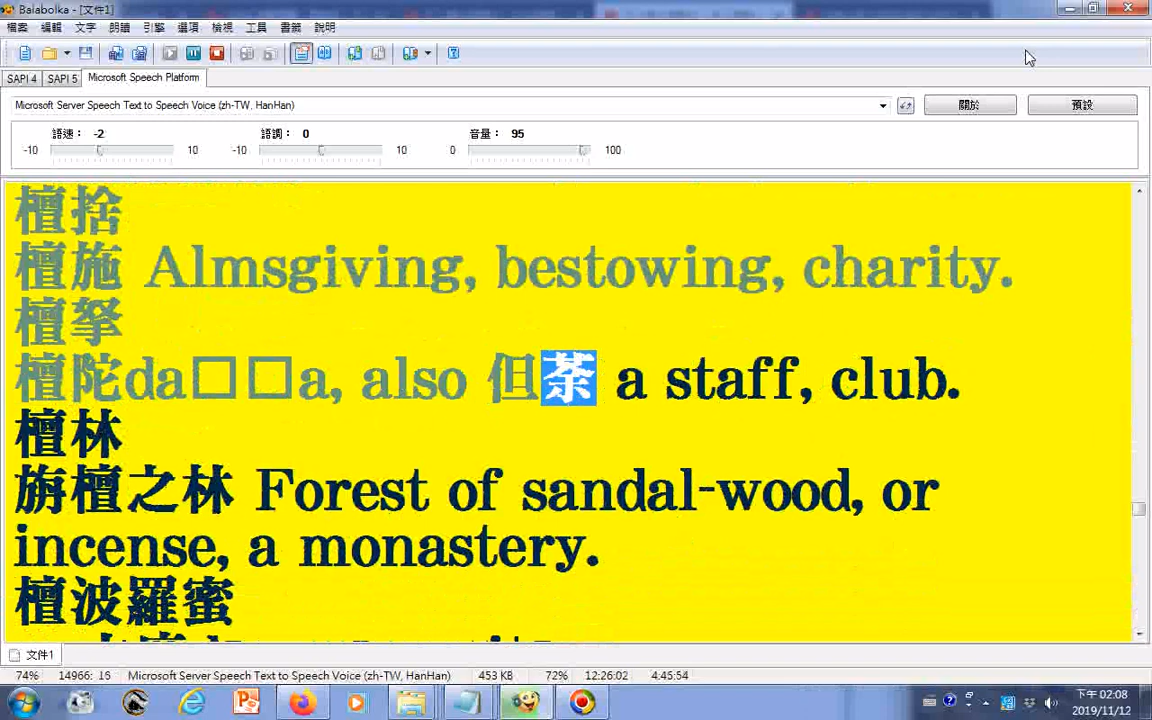 Balabolka - [文件1]
檔案 編輯 文字 朗讀 引擎 選項 檢視 工具 書籤 說明
SAPI 4 SAPI 5 Microsoft Speech Platform
Microsoft Server Speech Text to Speech Voice (zh-TW, HanHan) 關於 預設
語速： -2 語調： 0 音量： 95
-10 10 -10 10 0 100
檀捨
檀施 Almsgiving, bestowing, charity.
檀拏
檀陀da□□a, also 但荼 a staff, club.
檀林
旃檀之林 Forest of sandal-wood, or
incense, a monastery.
檀波羅蜜
文件1
74% 14966: 15 Microsoft Server Speech Text to Speech Voice (zh-TW, HanHan) 453 KB 72% 12:26:02 4:45:54
下午 02:08
2019/11/12